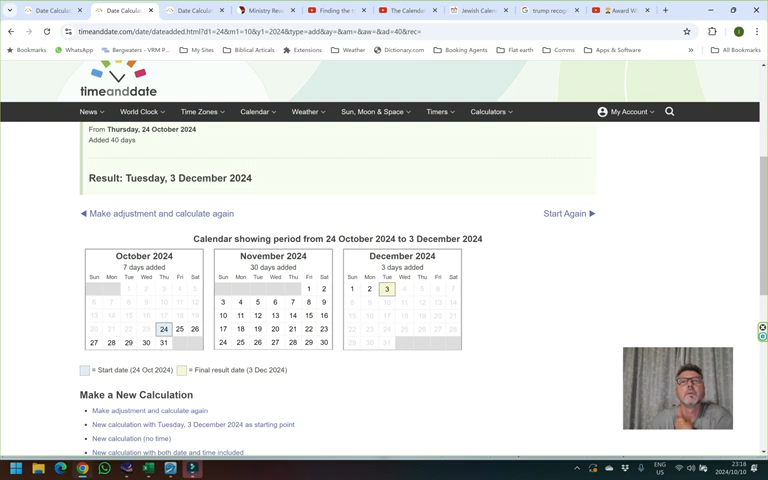 Date Calculat
Date Calculat
Date Calculati
Ministry Rev
Finding the
The Calendar
Jewish Calen
trump recog
Award W
timeanddate.com/date/dateadded.html?d1=24&m1=10&y1=2024&type=add&ay=&am=&aw=&ad=40&rec=
Bookmarks WhatsApp Bergwaters - VRM P... My Sites Biblical Articals Extensions Weather Dictionary.com Booking Agents Flat earth Comms Apps & Software » All Bookmarks
timeanddate
News World Clock Time Zones Calendar Weather Sun, Moon & Space Timers Calculators My Account
From Thursday, 24 October 2024
Added 40 days
Result: Tuesday, 3 December 2024
Make adjustment and calculate again Start Again
Calendar showing period from 24 October 2024 to 3 December 2024
October 2024
7 days added
Sun Mon Tue Wed Thu Fri Sat
1 2 3 4 5
6 7 8 9 10 11 12
13 14 15 16 17 18 19
20 21 22 23 24 25 26
27 28 29 30 31
November 2024
30 days added
Sun Mon Tue Wed Thu Fri Sat
1 2
3 4 5 6 7 8 9
10 11 12 13 14 15 16
17 18 19 20 21 22 23
24 25 26 27 28 29 30
December 2024
3 days added
Sun Mon Tue Wed Thu Fri Sat
1 2 3 4 5 6 7
8 9 10 11 12 13 14
15 16 17 18 19 20 21
22 23 24 25 26 27 28
29 30 31
= Start date (24 Oct 2024) = Final result date (3 Dec 2024)
Make a New Calculation
Make adjustment and calculate again
New calculation with Tuesday, 3 December 2024 as starting point
New calculation (no time)
New calculation with both date and time included
ENG
US
23:18
2024/10/10